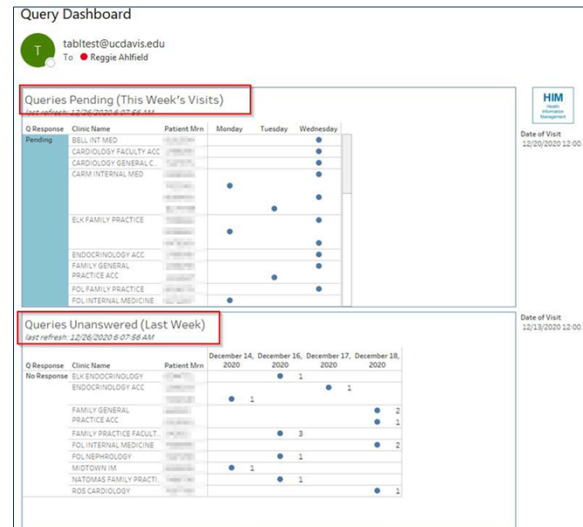 Query Dashboard
T
tabltest@ucdavis.edu
To Reggie Ahlfield
Queries Pending (This Week's Visits)
last refresh: 12/26/2020 6:07:56 AM
HIM
Health
Information
Management
Date of Visit
12/20/2020 12:00.
Q Response Clinic Name Patient Mrn Monday Tuesday Wednesday
Pending BELL INT MED
CARDIOLOGY FACULTY ACC
CARDIOLOGY GENERAL C..
CARM INTERNAL MED
ELK FAMILY PRACTICE
ENDOCRINOLOGY ACC
FAMILY GENERAL
PRACTICE ACC
FOL FAMILY PRACTICE
FOL INTERNAL MEDICINE
Queries Unanswered (Last Week)
last refresh: 12/26/2020 6:07:56 AM
Date of Visit
12/13/2020 12:00.
December 14, December 16, December 17, December 18,
Q Response Clinic Name Patient Mrn 2020 2020 2020 2020
No Response ELK ENDOCRINOLOGY 1
ENDOCRINOLOGY ACC 1
1
FAMILY GENERAL 2
PRACTICE ACC 1
FAMILY PRACTICE FACULT.. 3
FOL INTERNAL MEDICINE 2
FOL NEPHROLOGY 1
MIDTOWN IM 1
NATOMAS FAMILY PRACTI.. 1
ROS CARDIOLOGY 1